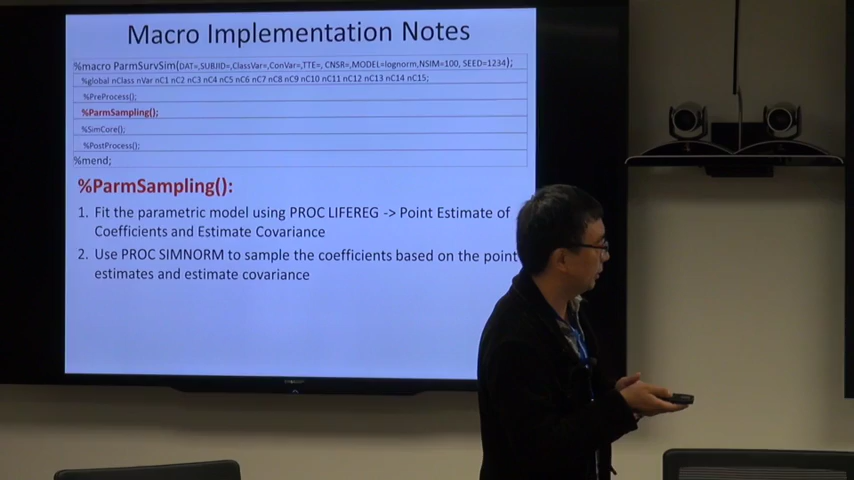 Macro Implementation Notes
%macro ParmSurvSim(DAT=,SUBJID=,ClassVar=,ConVar=,TTE=, CNSR=,MODEL=lognorm,NSIM=100, SEED=1234);
%global nClass nVar nC1 nC2 nC3 nC4 nC5 nC6 nC7 nC8 nC9 nC10 nC11 nC12 nC13 nC14 nC15;
%PreProcess();
%ParmSampling();
%SimCore();
%PostProcess();
%mend;
%ParmSampling():
1. Fit the parametric model using PROC LIFEREG -> Point Estimate of
Coefficients and Estimate Covariance
2. Use PROC SIMNORM to sample the coefficients based on the point
estimates and estimate covariance